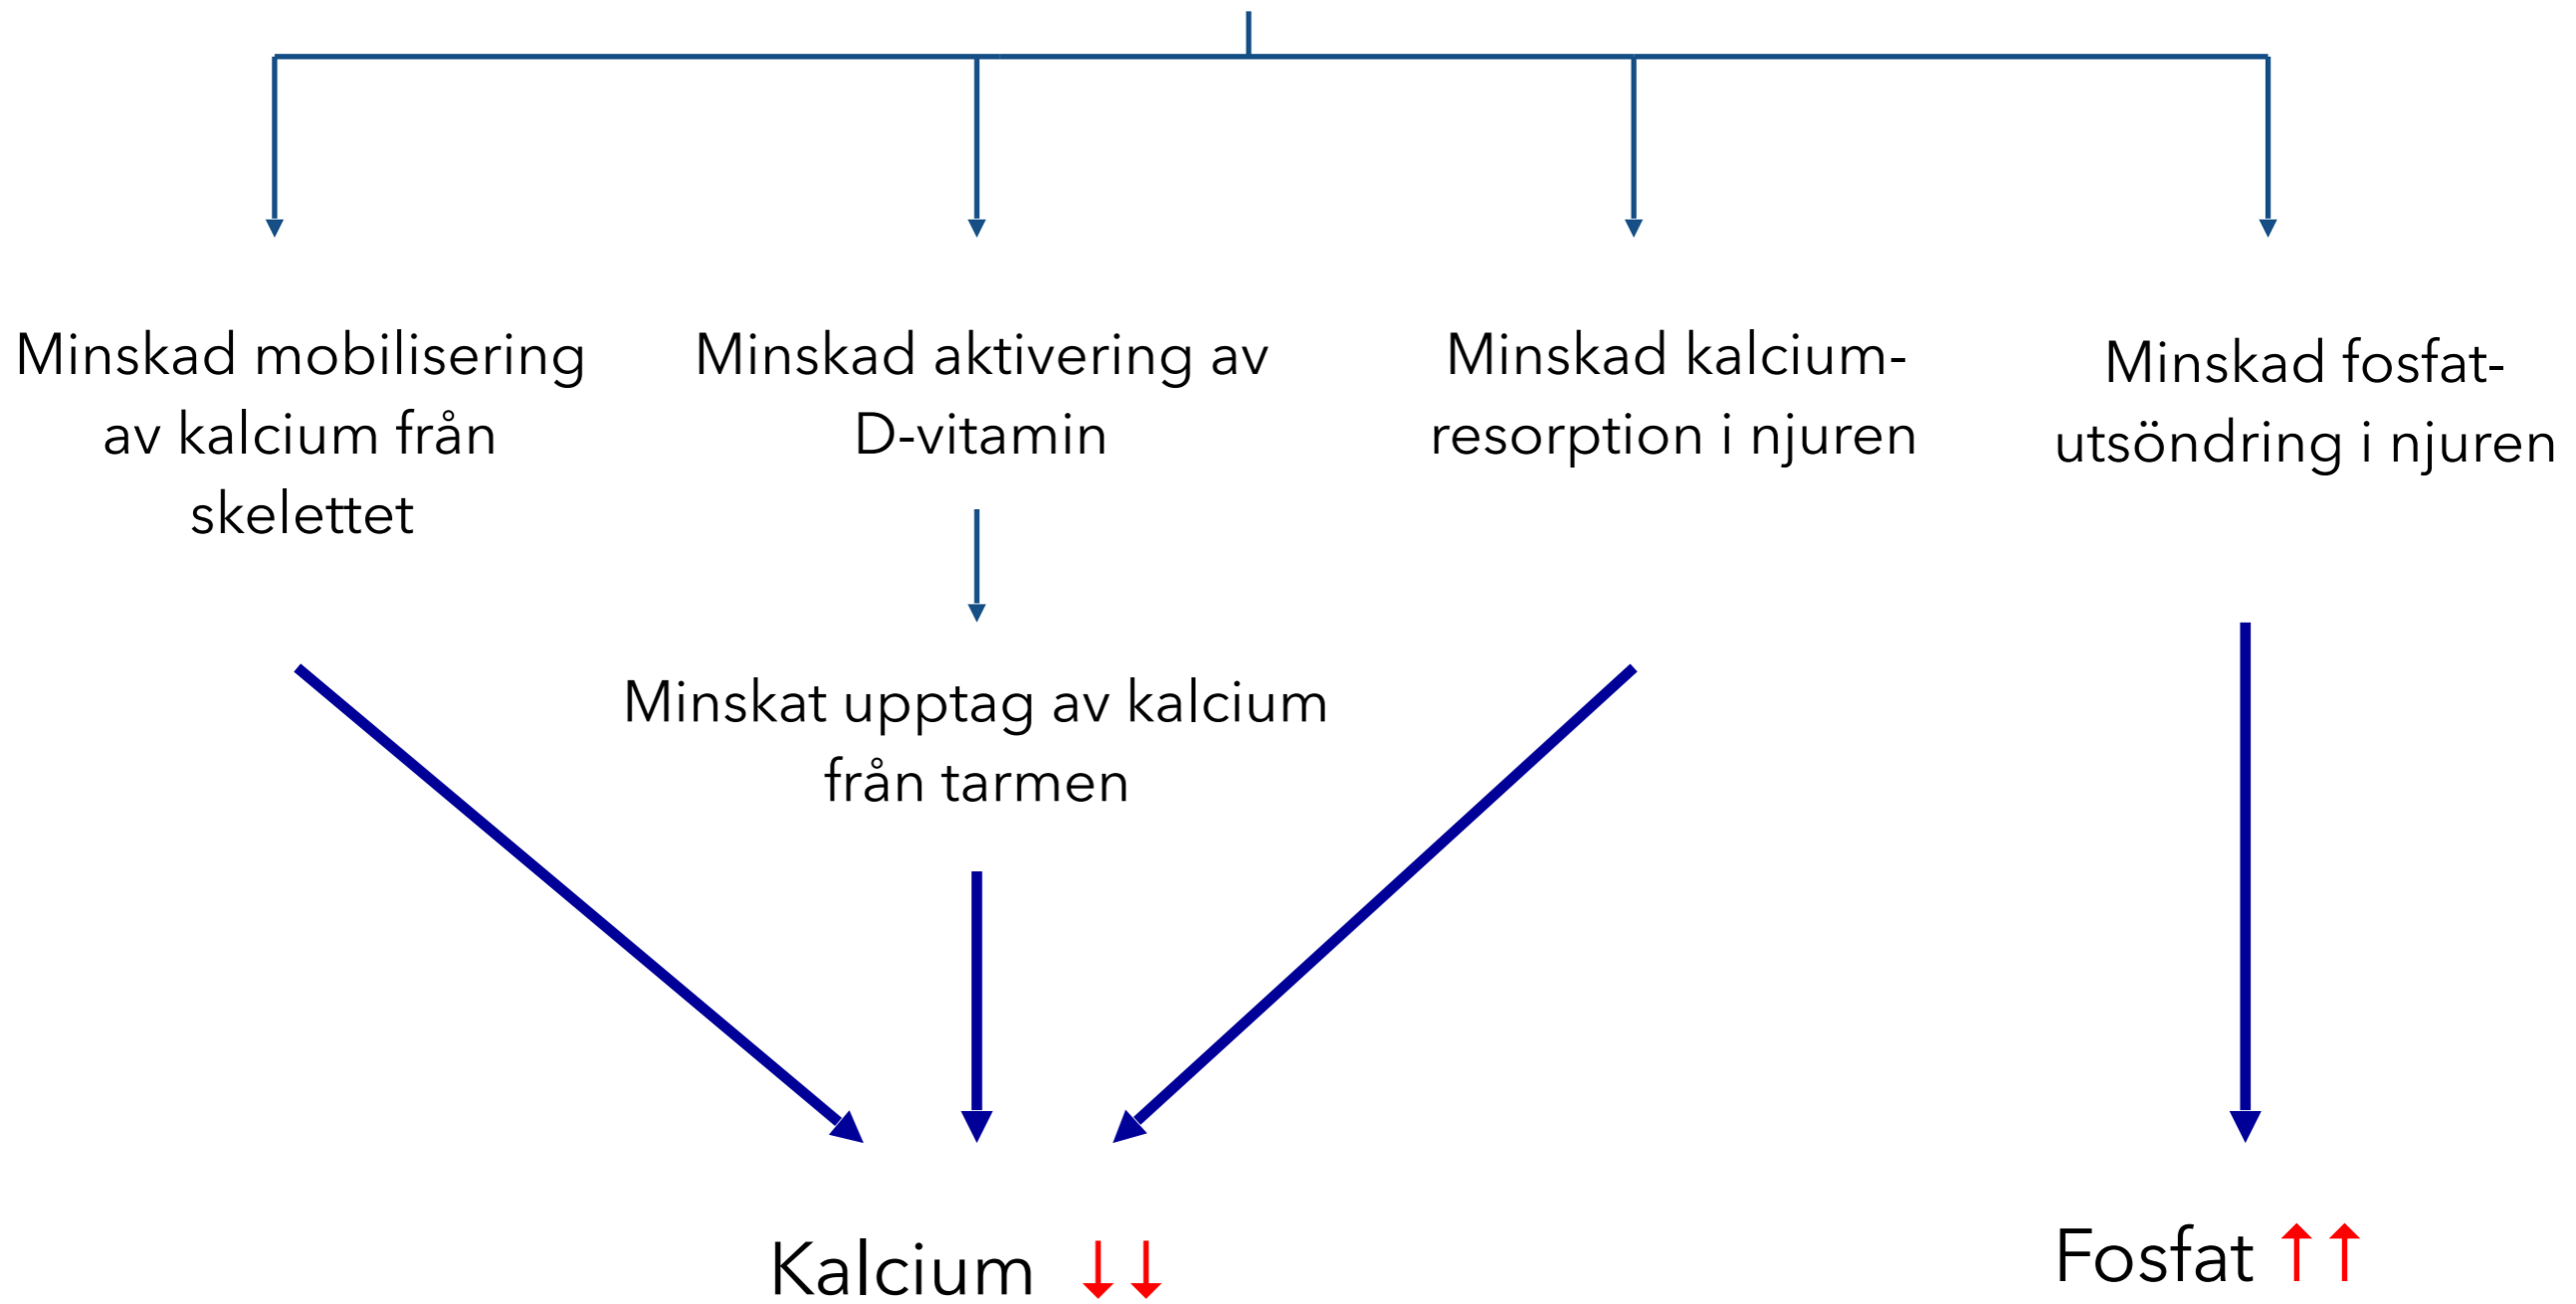 Minskad mobilisering
av kalcium från
skelettet
Minskad aktivering av
D-vitamin
Minskad kalcium-
resorption i njuren
Minskad fosfat-
utsöndring i njuren
Minskat upptag av kalcium
från tarmen
Kalcium ↓↓
Fosfat ↑↑